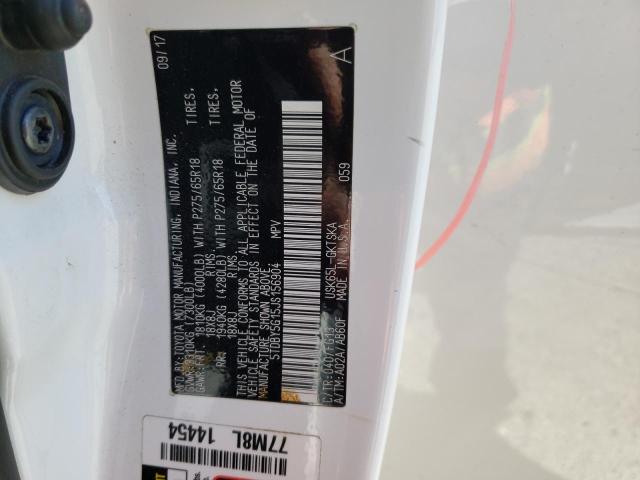 MFD. BY: TOYOTA MOTOR MANUFACTURING, INDIANA, INC. 09/17
GVWR 3310KG (7300LB)
GAWR: FRT. 1810KG (4000LB) WITH P275/65R18 TIRES,
18X8J RIMS,
RR. 1940KG (4280LB) WITH P275/65R18 TIRES,
18X8J RIMS,
THIS VEHICLE CONFORMS TO ALL APPLICABLE FEDERAL MOTOR
VEHICLE SAFETY STANDARDS IN EFFECT ON THE DATE OF
MANUFACTURE SHOWN ABOVE.
5TDBY5G15JS156904 MPV A
C/TR:040/FG13 USK65L-GKTSKA 059
A/TM:A02A/AB60F MADE IN U.S.A.
77M8L 14454